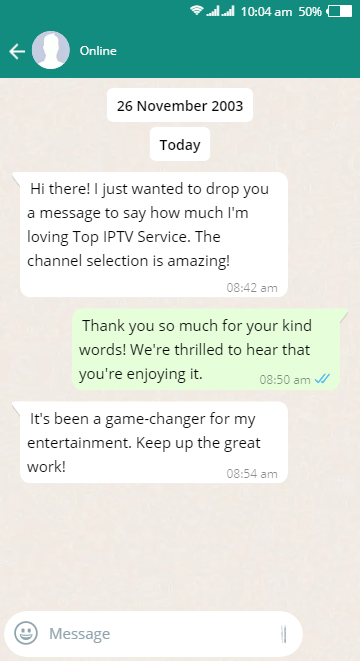 10:04 am 50%
Online
26 November 2003
Today
Hi there! I just wanted to drop you
a message to say how much I'm
loving Top IPTV Service. The
channel selection is amazing!
08:42 am
Thank you so much for your kind
words! We're thrilled to hear that
you're enjoying it.
08:50 am
It's been a game-changer for my
entertainment. Keep up the great
work!
08:54 am
Message